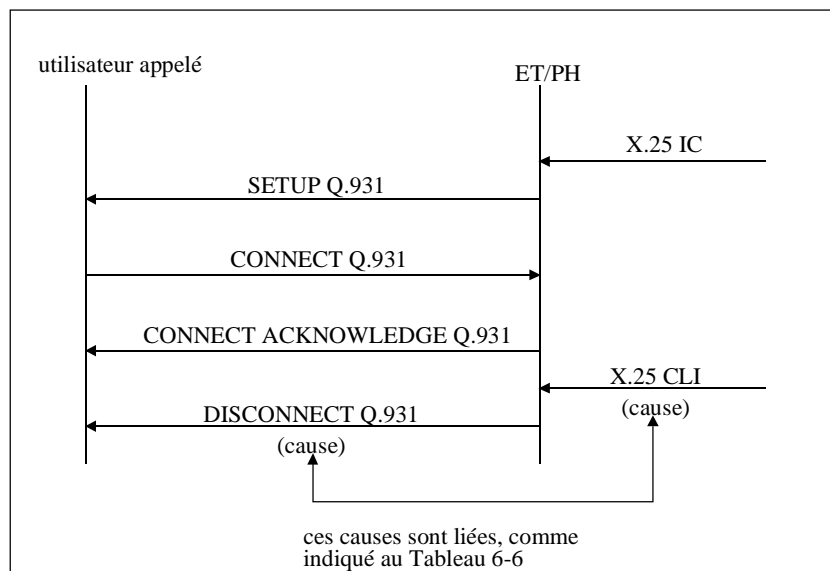 utilisateur appelé
ET/PH
X.25 IC
SETUP Q.931
CONNECT Q.931
CONNECT ACKNOWLEDGE Q.931
X.25 CLI
(cause)
DISCONNECT Q.931
(cause)
ces causes sont liées, comme
indiqué au Tableau 6-6